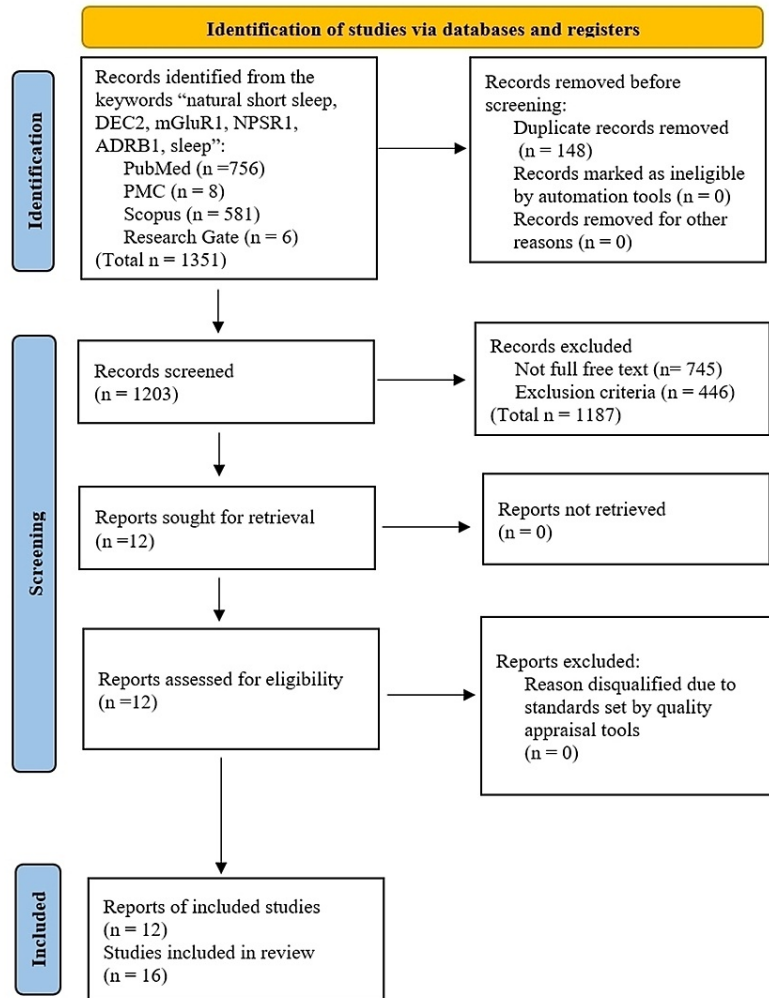 Identification of studies via databases and registers
Identification
Records identified from the
keywords “natural short sleep,
DEC2, mGluR1, NPSR1,
ADRB1, sleep”:
PubMed (n =756)
PMC (n = 8)
Scopus (n = 581)
Research Gate (n = 6)
(Total n = 1351)
Records removed before
screening:
Duplicate records removed
(n = 148)
Records marked as ineligible
by automation tools (n = 0)
Records removed for other
reasons (n = 0)
Screening
Records screened
(n = 1203)
Records excluded
Not full free text (n= 745)
Exclusion criteria (n = 446)
(Total n = 1187)
Reports sought for retrieval
(n =12)
Reports not retrieved
(n = 0)
Reports assessed for eligibility
(n =12)
Reports excluded:
Reason disqualified due to
standards set by quality
appraisal tools
(n = 0)
Included
Reports of included studies
(n = 12)
Studies included in review
(n = 16)